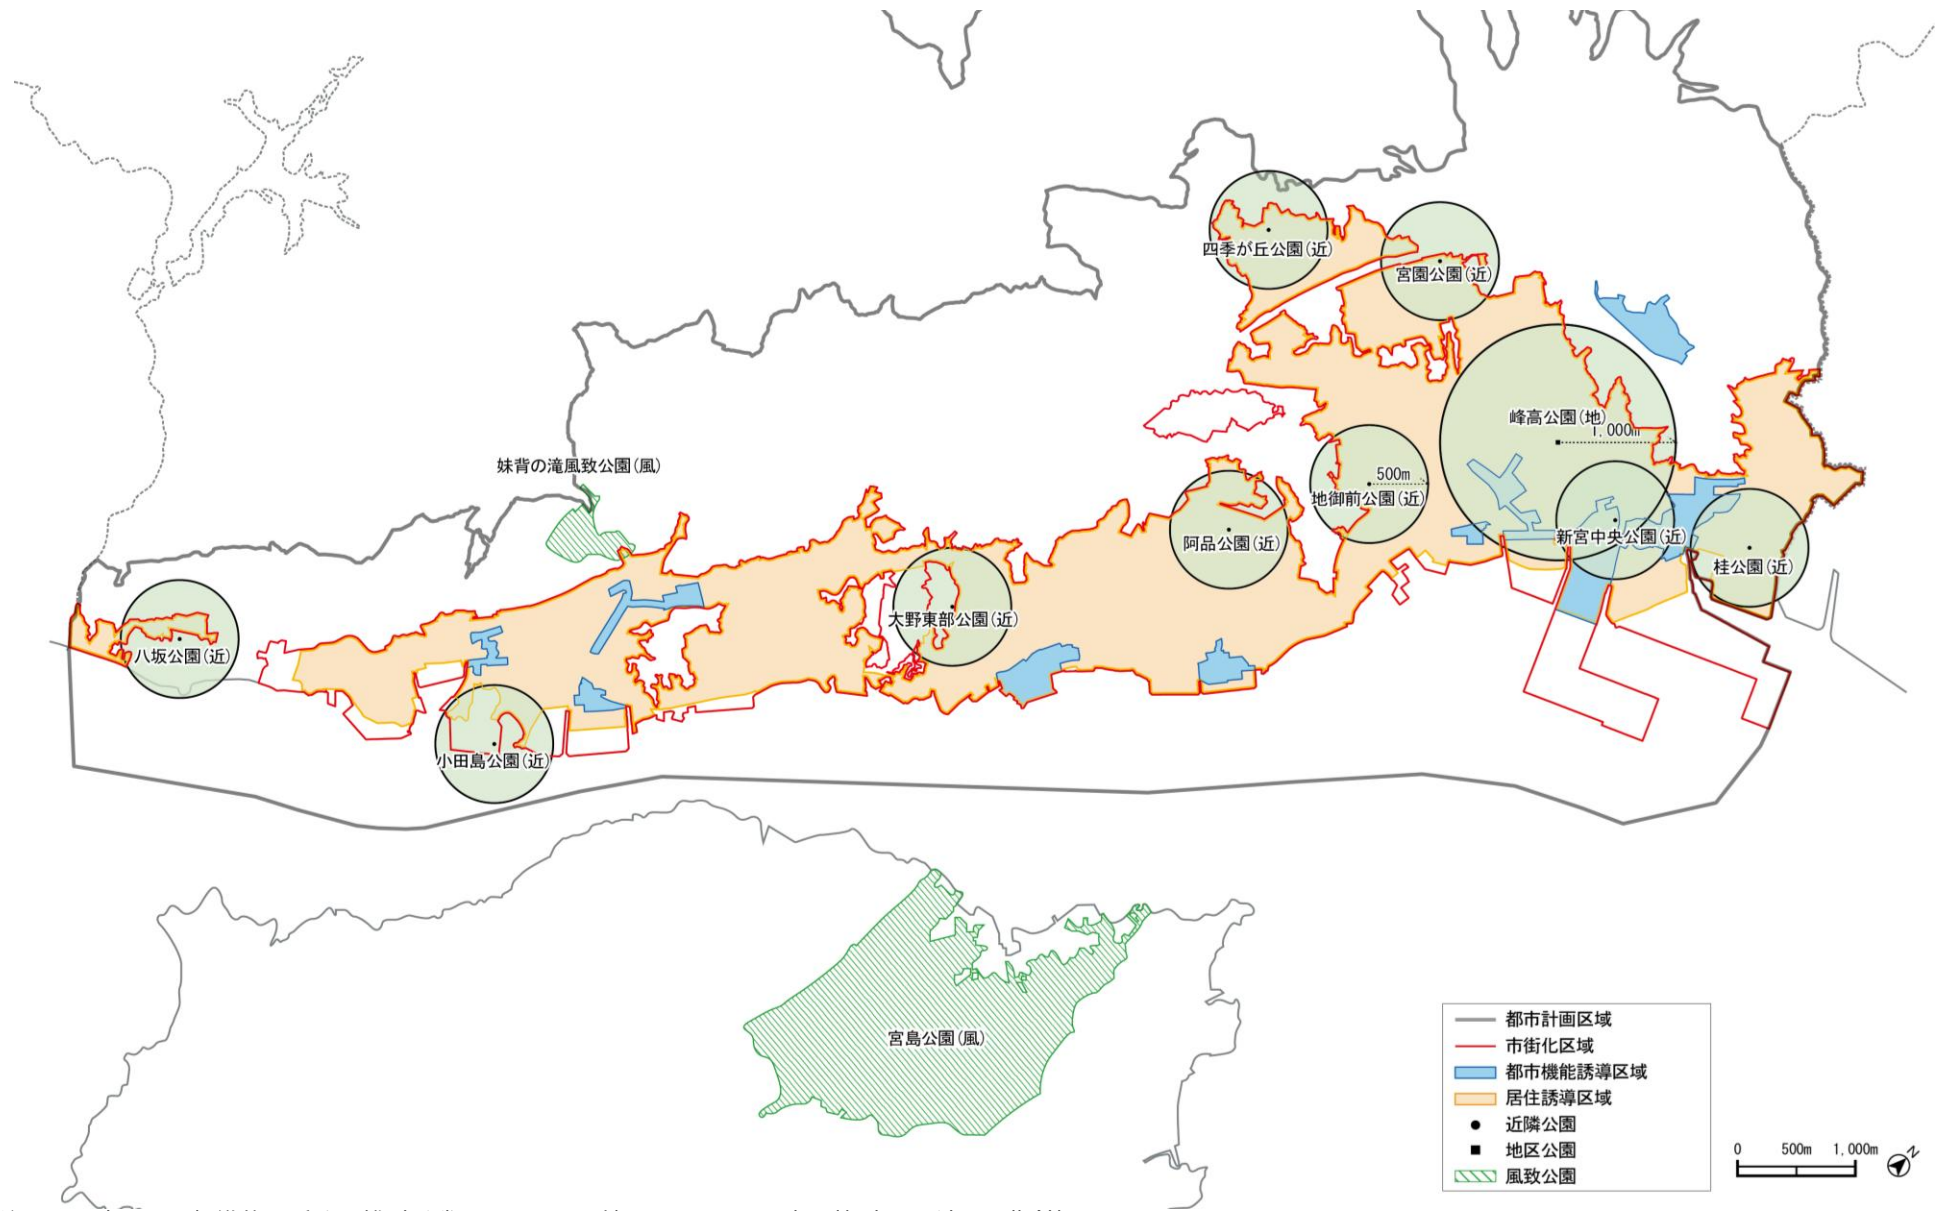 四季が丘公園(近)
宮園公園(近)
峰高公園(地)
1,000m
妹背の滝風致公園(風)
500m
地御前公園(近)
阿品公園(近)
新宮中央公園(近)
桂公園(近)
大野東部公園(近)
八坂公園(近)
小田島公園(近)
宮島公園(風)
都市計画区域
市街化区域
都市機能誘導区域
居住誘導区域
近隣公園
地区公園
風致公園
0 500m 1,000m
N